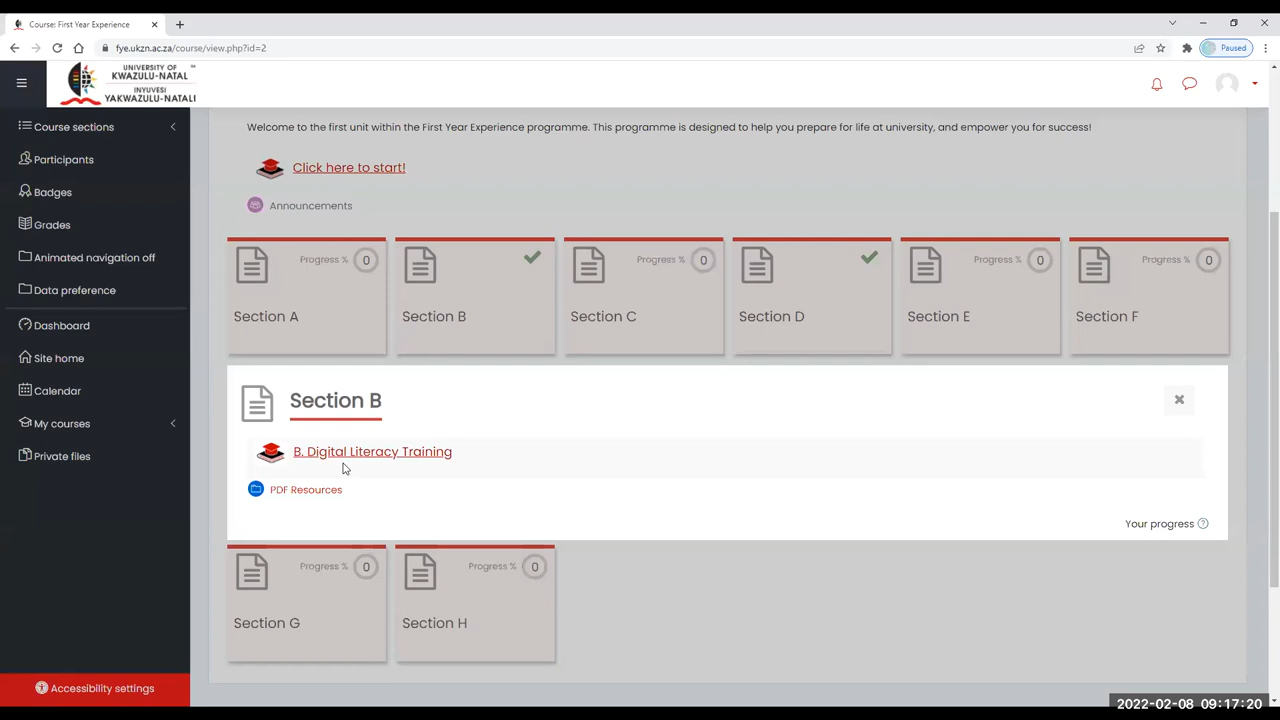 Course: First Year Experience
fye.ukzn.ac.za/course/view.php?id=2
Paused
UNIVERSITY OF
KWAZULU-NATAL
INYUVESI
YAKWAZULU-NATALI
Course sections
Participants
Badges
Grades
Animated navigation off
Data preference
Dashboard
Site home
Calendar
My courses
Private files
Accessibility settings
Welcome to the first unit within the First Year Experience programme. This programme is designed to help you prepare for life at university, and empower you for success!
Click here to start!
Announcements
Progress % 0
Section A
Section B
Progress % 0
Section C
Section D
Progress % 0
Section E
Progress % 0
Section F
Section B
B. Digital Literacy Training
PDF Resources
Your progress
Progress % 0
Section G
Progress % 0
Section H
2022-02-08 09:17:20